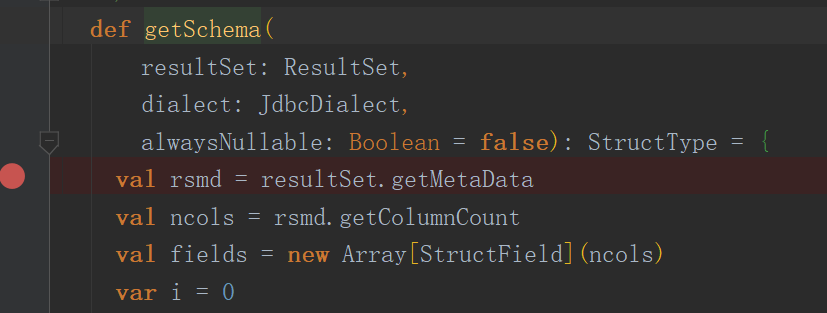 def getSchema(
resultSet: ResultSet,
dialect: JdbcDialect,
alwaysNullable: Boolean = false): StructType = {
val rsmd = resultSet.getMetaData
val ncols = rsmd.getColumnCount
val fields = new Array[StructField](ncols)
var i = 0